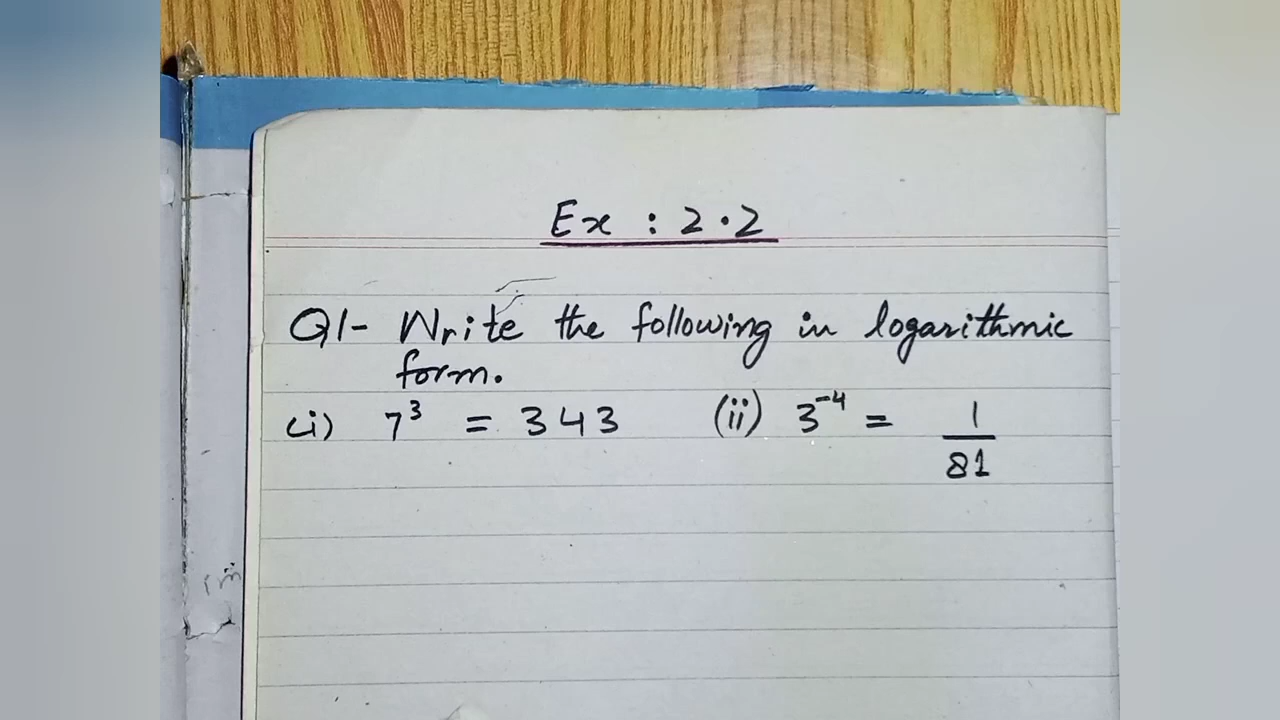 Ex : 2.2
Q1- Write the following in logarithmic
form.
(i) 7³ = 343 (ii) 3⁻⁴ = 1/81